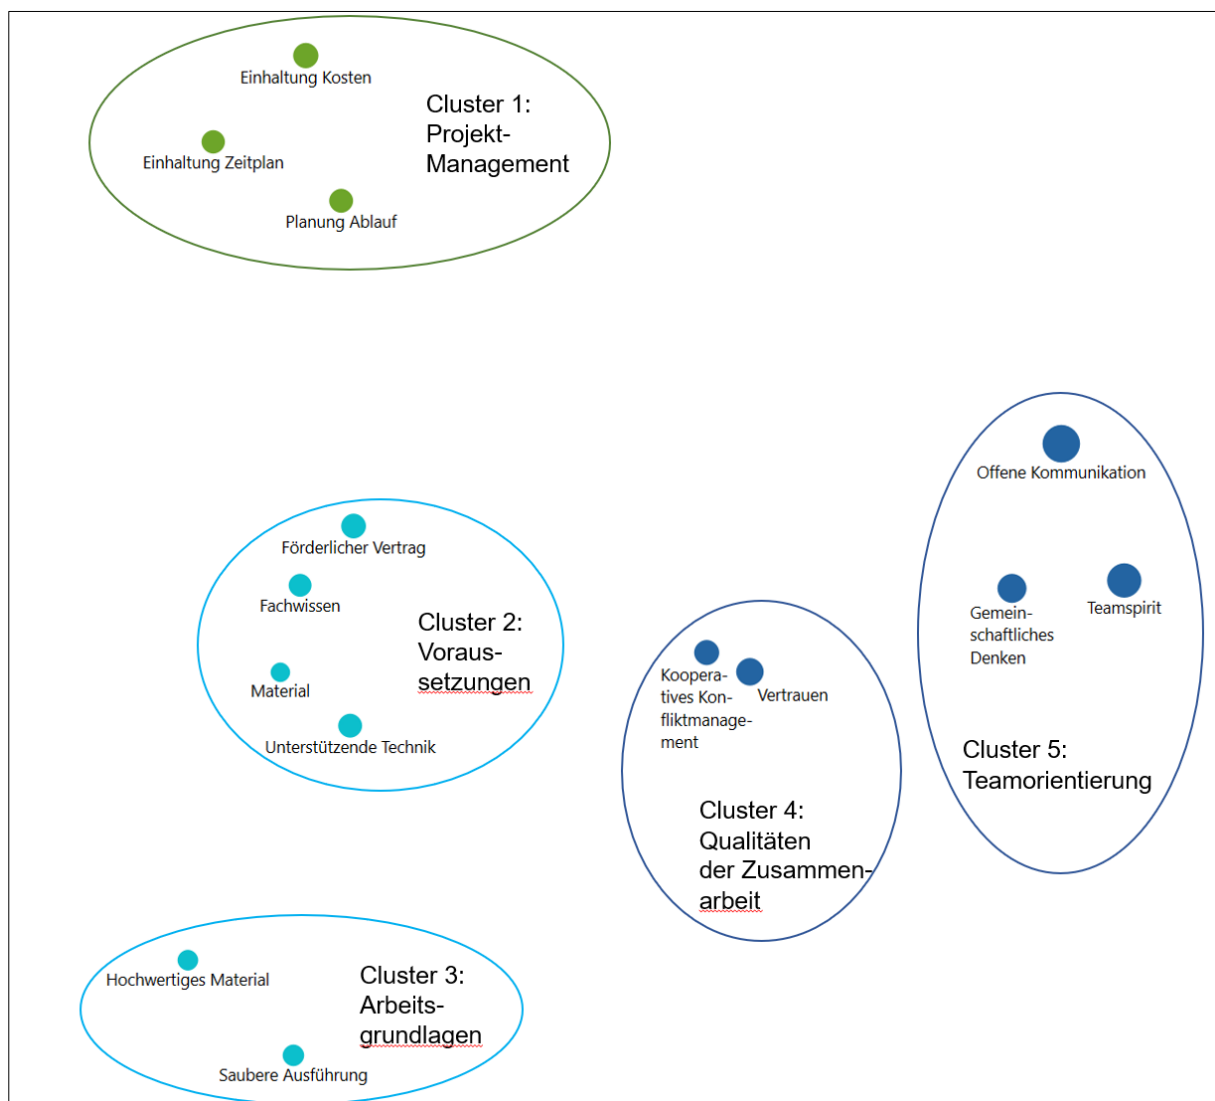 Einhaltung Kosten
Einhaltung Zeitplan
Planung Ablauf
Cluster 1:
Projekt-
Management
Offene Kommunikation
Gemein-
schaftliches
Denken
Teamspirit
Cluster 5:
Teamorientierung
Förderlicher Vertrag
Fachwissen
Material
Unterstützende Technik
Cluster 2:
Voraus-
setzungen
Koopera-
tives Kon-
fliktmanage-
ment
Vertrauen
Cluster 4:
Qualitäten
der Zusammen-
arbeit
Hochwertiges Material
Saubere Ausführung
Cluster 3:
Arbeits-
grundlagen